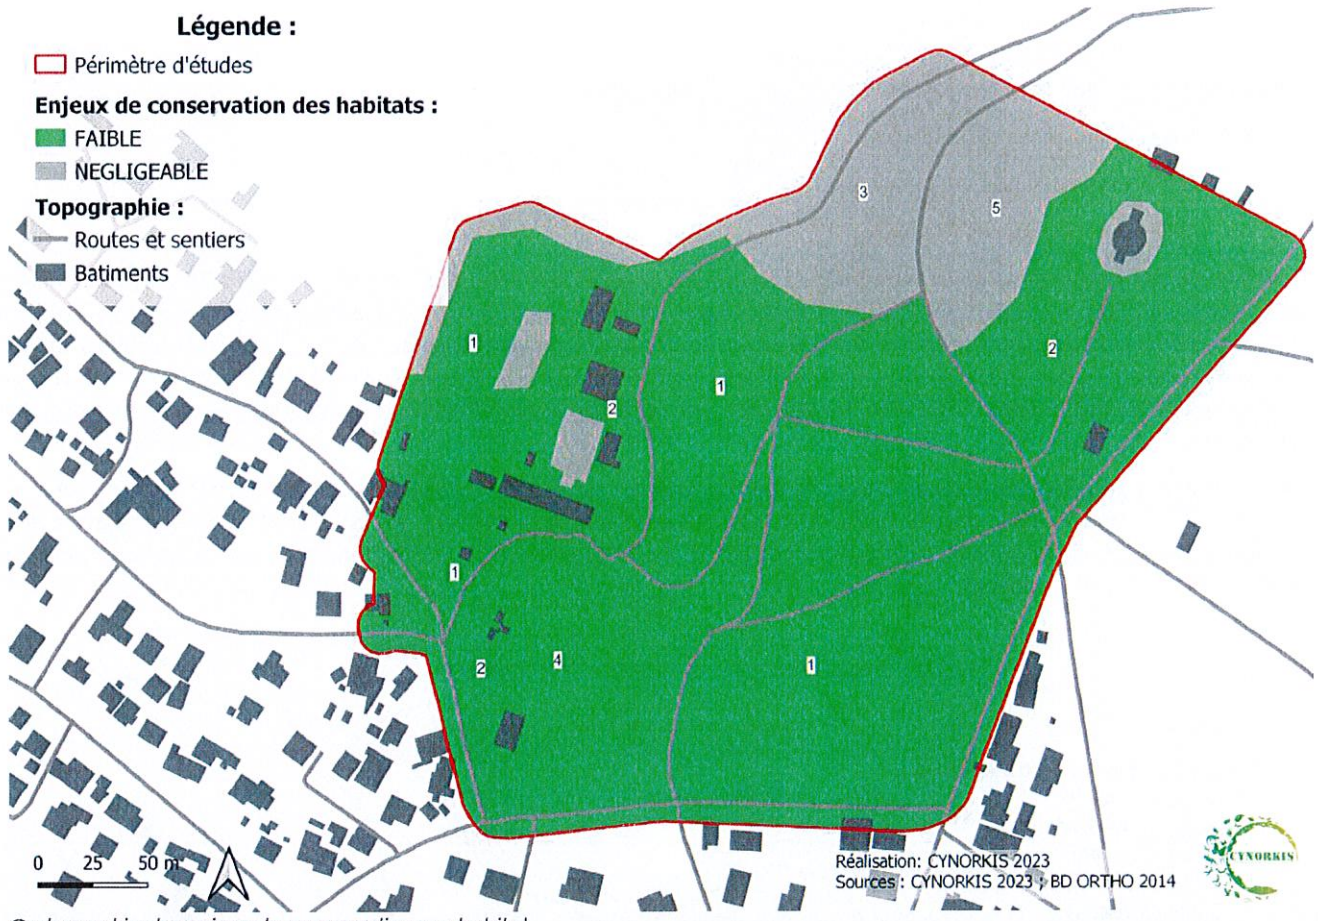 Légende :
Périmètre d'études
Enjeux de conservation des habitats :
FAIBLE
NEGLIGEABLE
Topographie :
Routes et sentiers
Batiments
3
5
1
2
1
2
1
2
4
1
0 25 50 m
Réalisation: CYNORKIS 2023
Sources : CYNORKIS 2023 ; BD ORTHO 2014
CYNORKIS